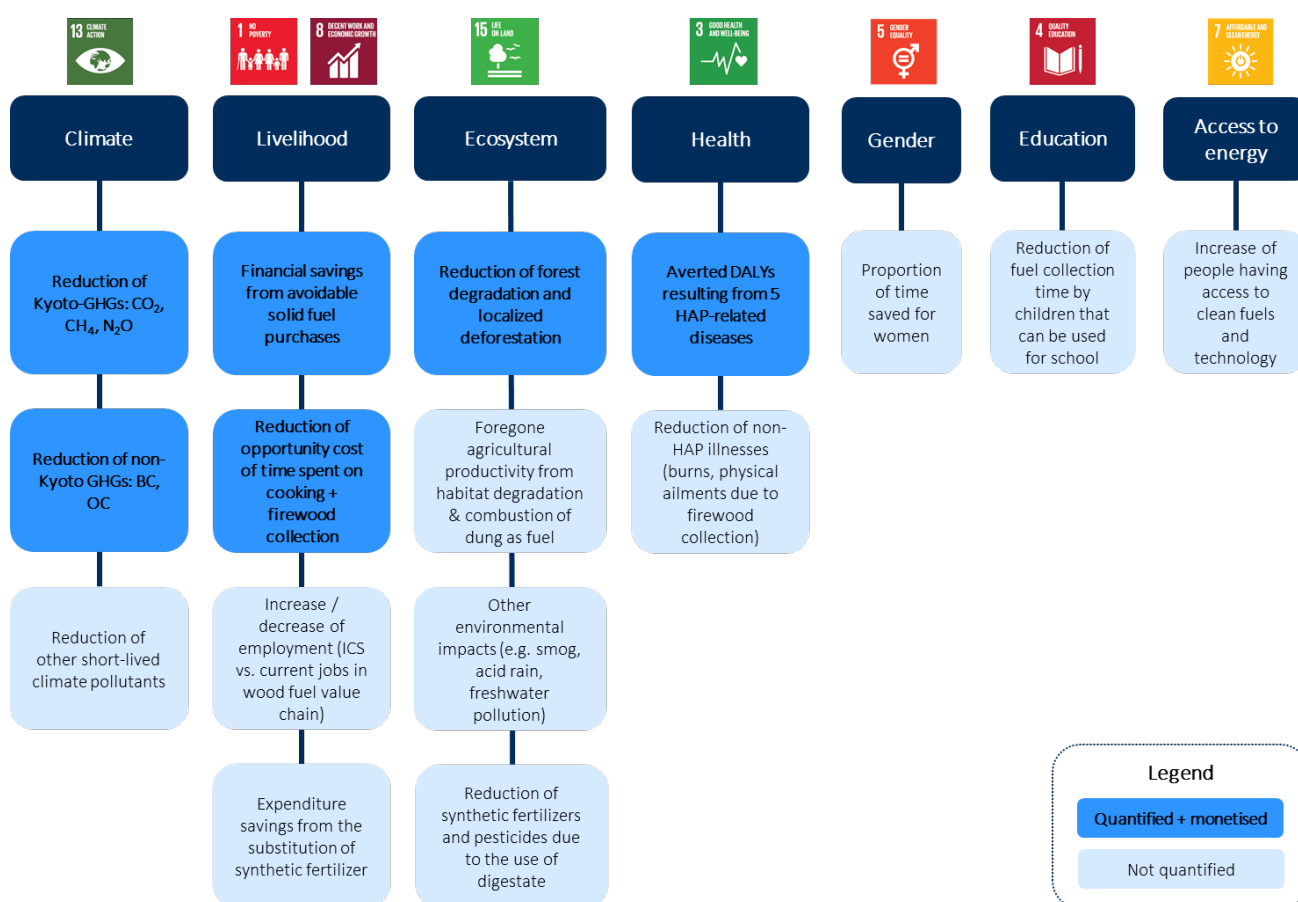 13 CLIMATE
ACTION
1 NO
POVERTY
8 DECENT WORK AND
ECONOMIC GROWTH
15 LIFE
ON LAND
3 GOOD HEALTH
AND WELL-BEING
5 GENDER
EQUALITY
4 QUALITY
EDUCATION
7 AFFORDABLE AND
CLEAN ENERGY
Climate
Livelihood
Ecosystem
Health
Gender
Education
Access to
energy
Reduction of
Kyoto-GHGs: CO₂,
CH₄, N₂O
Financial savings
from avoidable
solid fuel
purchases
Reduction of forest
degradation and
localized
deforestation
Averted DALYs
resulting from 5
HAP-related
diseases
Proportion
of time
saved for
women
Reduction of
fuel collection
time by
children that
can be used
for school
Increase of
people having
access to
clean fuels
and
technology
Reduction of non-
Kyoto GHGs: BC,
OC
Reduction of
opportunity cost
of time spent on
cooking +
firewood
collection
Foregone
agricultural
productivity from
habitat degradation
& combustion of
dung as fuel
Reduction of non-
HAP illnesses
(burns, physical
ailments due to
firewood
collection)
Reduction of
other short-lived
climate pollutants
Increase /
decrease of
employment (ICS
vs. current jobs in
wood fuel value
chain)
Other
environmental
impacts (e.g. smog,
acid rain,
freshwater
pollution)
Expenditure
savings from the
substitution of
synthetic fertilizer
Reduction of
synthetic fertilizers
and pesticides due
to the use of
digestate
Legend
Quantified + monetised
Not quantified